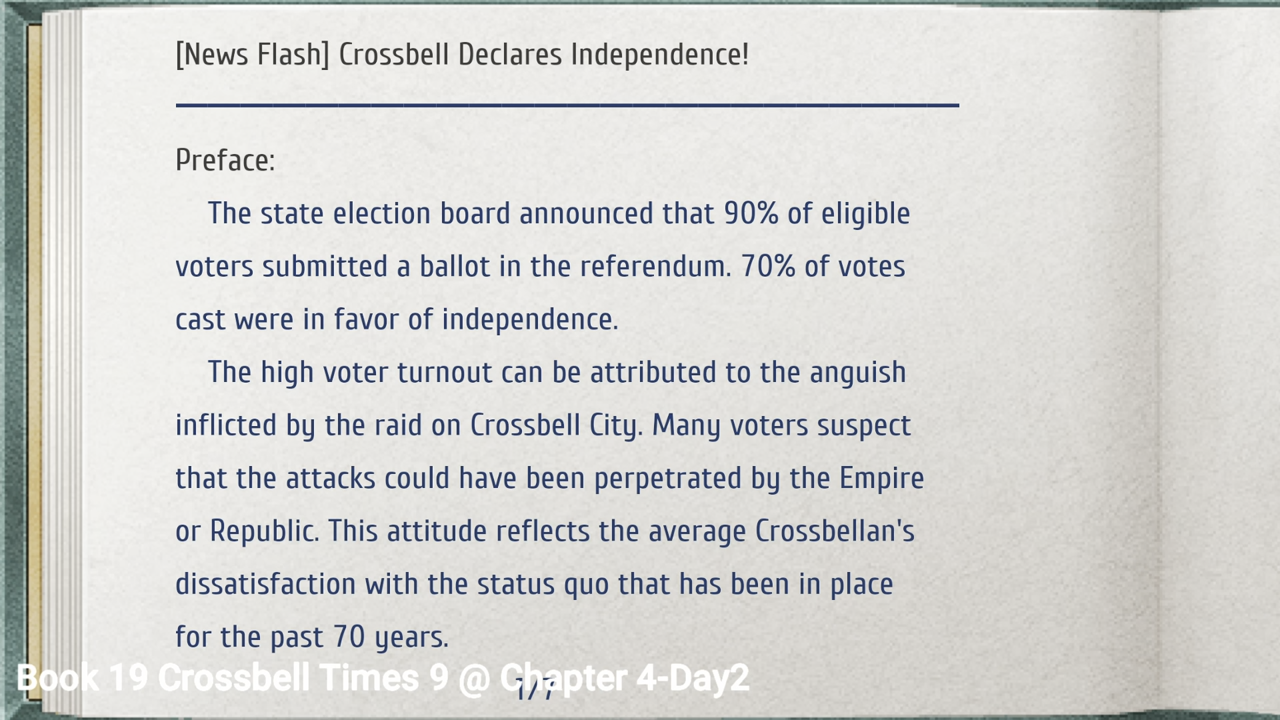 [News Flash] Crossbell Declares Independence!
Preface:
The state election board announced that 90% of eligible
voters submitted a ballot in the referendum. 70% of votes
cast were in favor of independence.
The high voter turnout can be attributed to the anguish
inflicted by the raid on Crossbell City. Many voters suspect
that the attacks could have been perpetrated by the Empire
or Republic. This attitude reflects the average Crossbellan's
dissatisfaction with the status quo that has been in place
for the past 70 years.
Book 19 Crossbell Times 9 @ Chapter 4-Day2
1/7